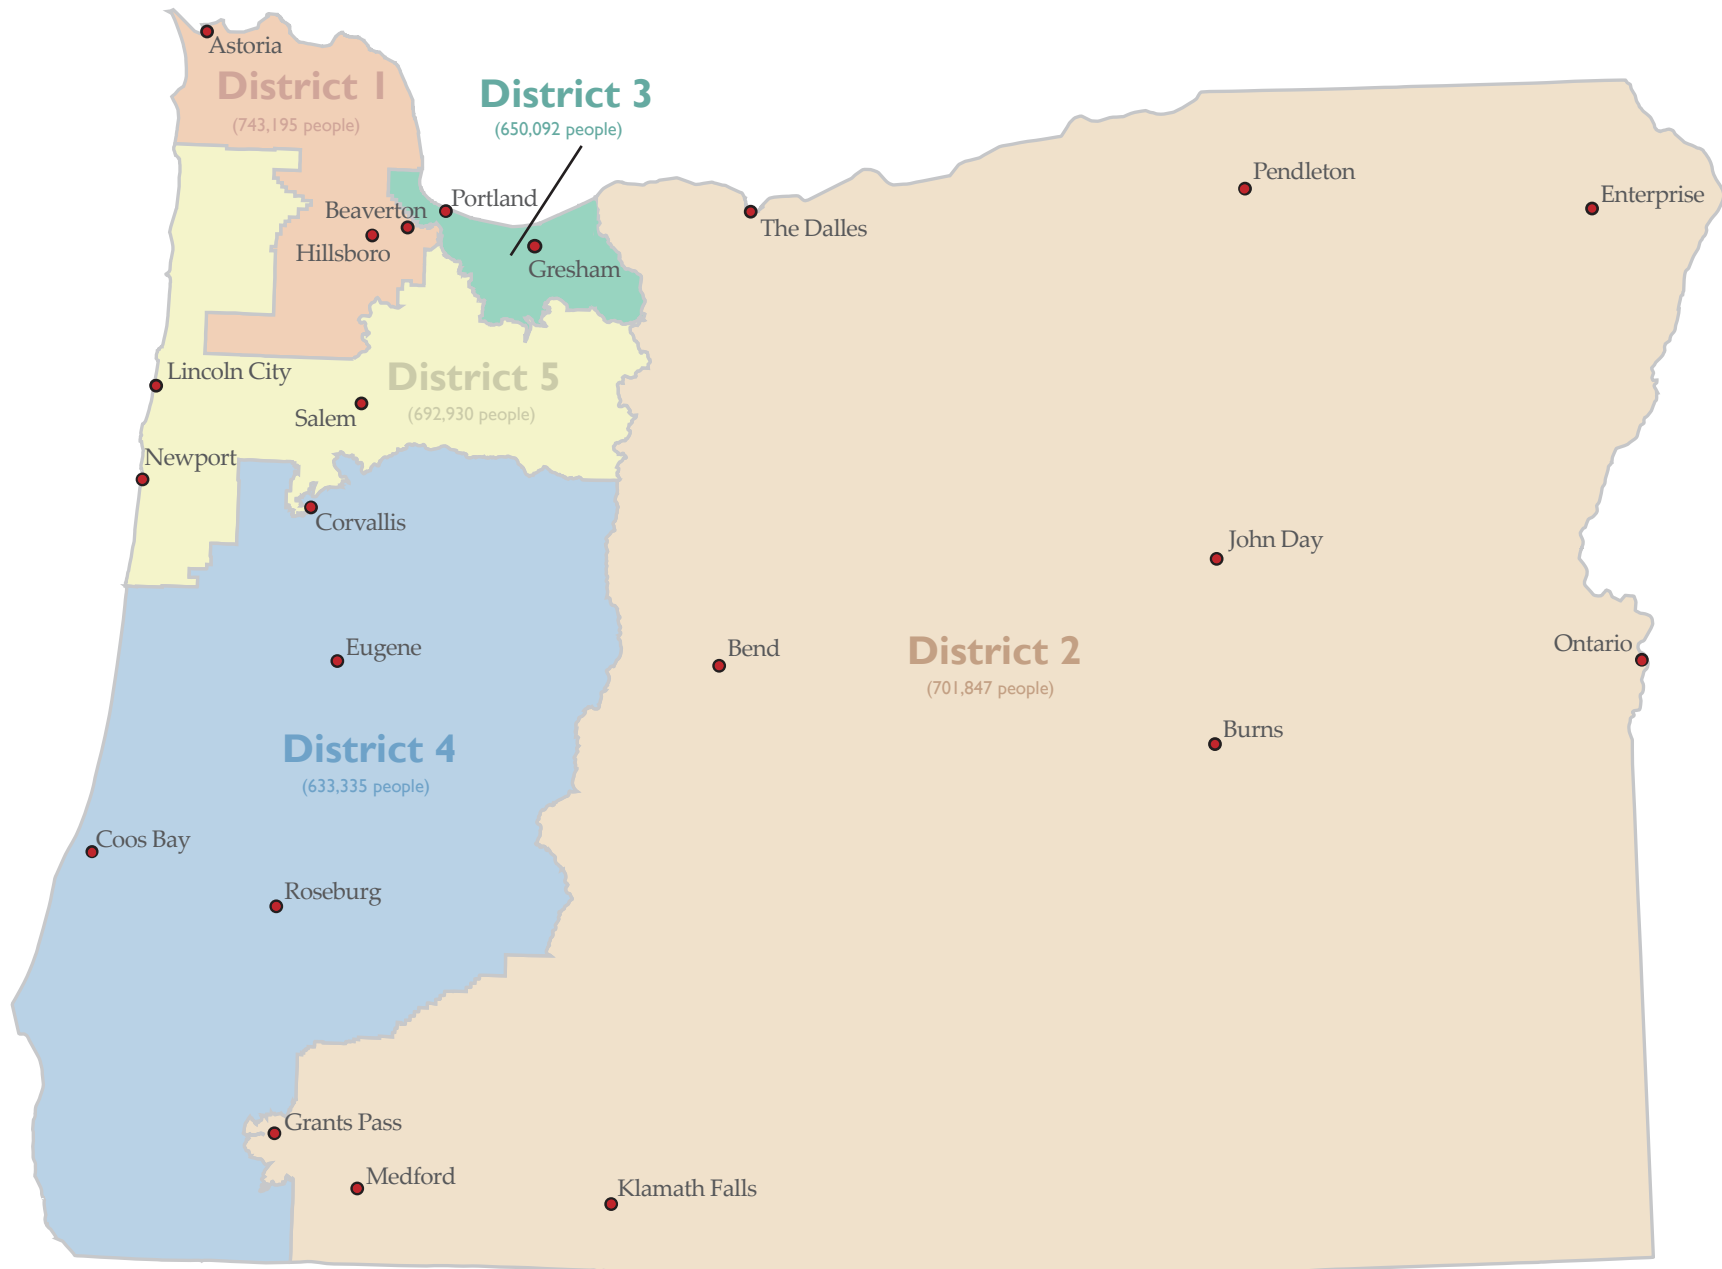 Astoria
District 1
(743,195 people)
District 3
(650,092 people)
Portland
Beaverton
Hillsboro
Gresham
The Dalles
Pendleton
Enterprise
Lincoln City
District 5
(692,930 people)
Salem
Newport
Corvallis
John Day
Eugene
Bend
District 2
(701,847 people)
Ontario
Burns
District 4
(633,335 people)
Coos Bay
Roseburg
Grants Pass
Medford
Klamath Falls